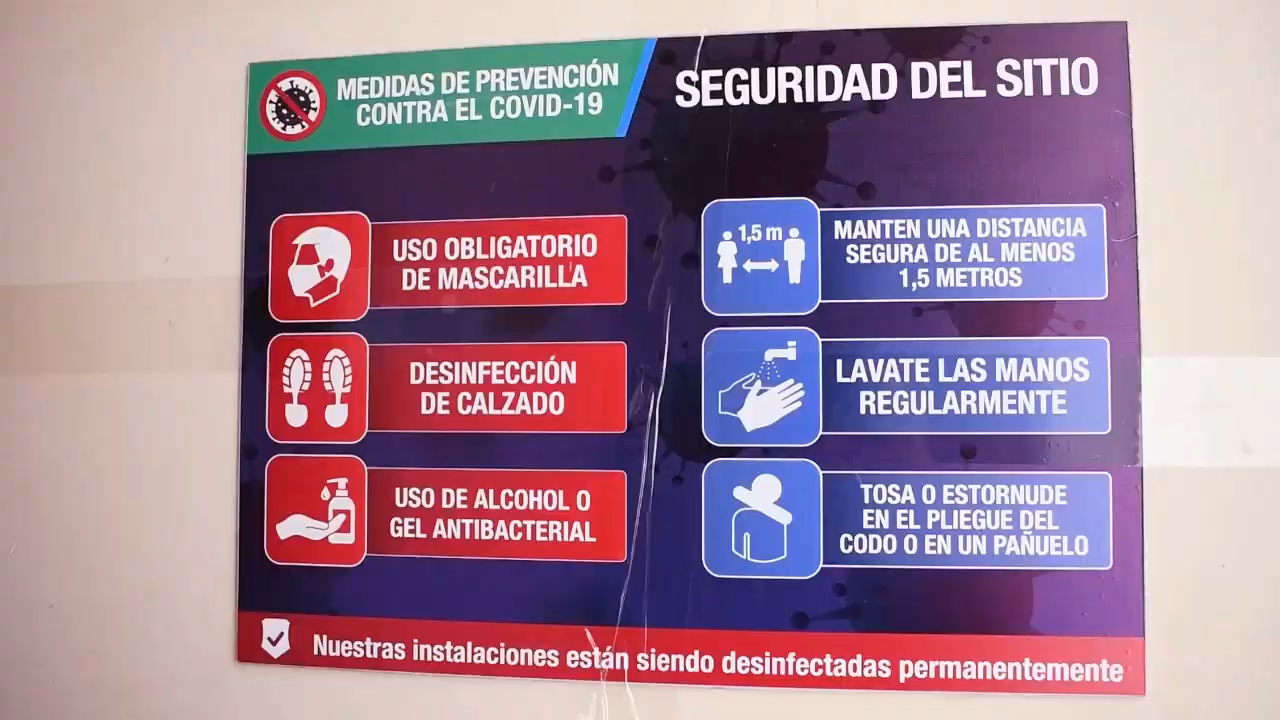 MEDIDAS DE PREVENCIÓN
CONTRA EL COVID-19
SEGURIDAD DEL SITIO
USO OBLIGATORIO
DE MASCARILLA
DESINFECCIÓN
DE CALZADO
USO DE ALCOHOL O
GEL ANTIBACTERIAL
1,5 m
MANTEN UNA DISTANCIA
SEGURA DE AL MENOS
1,5 METROS
LAVATE LAS MANOS
REGULARMENTE
TOSA O ESTORNUDE
EN EL PLIEGUE DEL
CODO O EN UN PAÑUELO
Nuestras instalaciones están siendo desinfectadas permanentemente